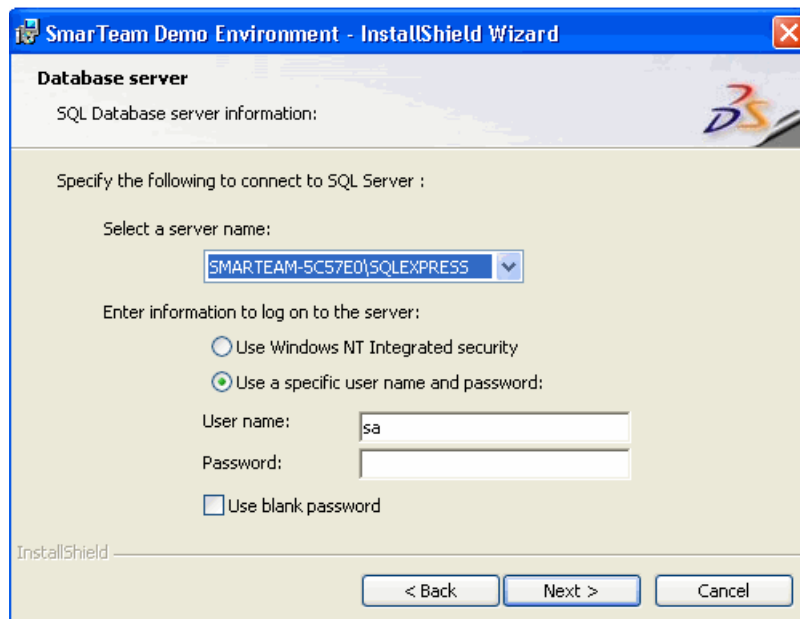 SmarTeam Demo Environment - InstallShield Wizard
Database server
SQL Database server information:
DS
Specify the following to connect to SQL Server :
Select a server name:
SMARTEAM-5C57E0\SQLEXPRESS
Enter information to log on to the server:
Use Windows NT Integrated security
Use a specific user name and password:
User name: sa
Password:
Use blank password
InstallShield
< Back Next > Cancel